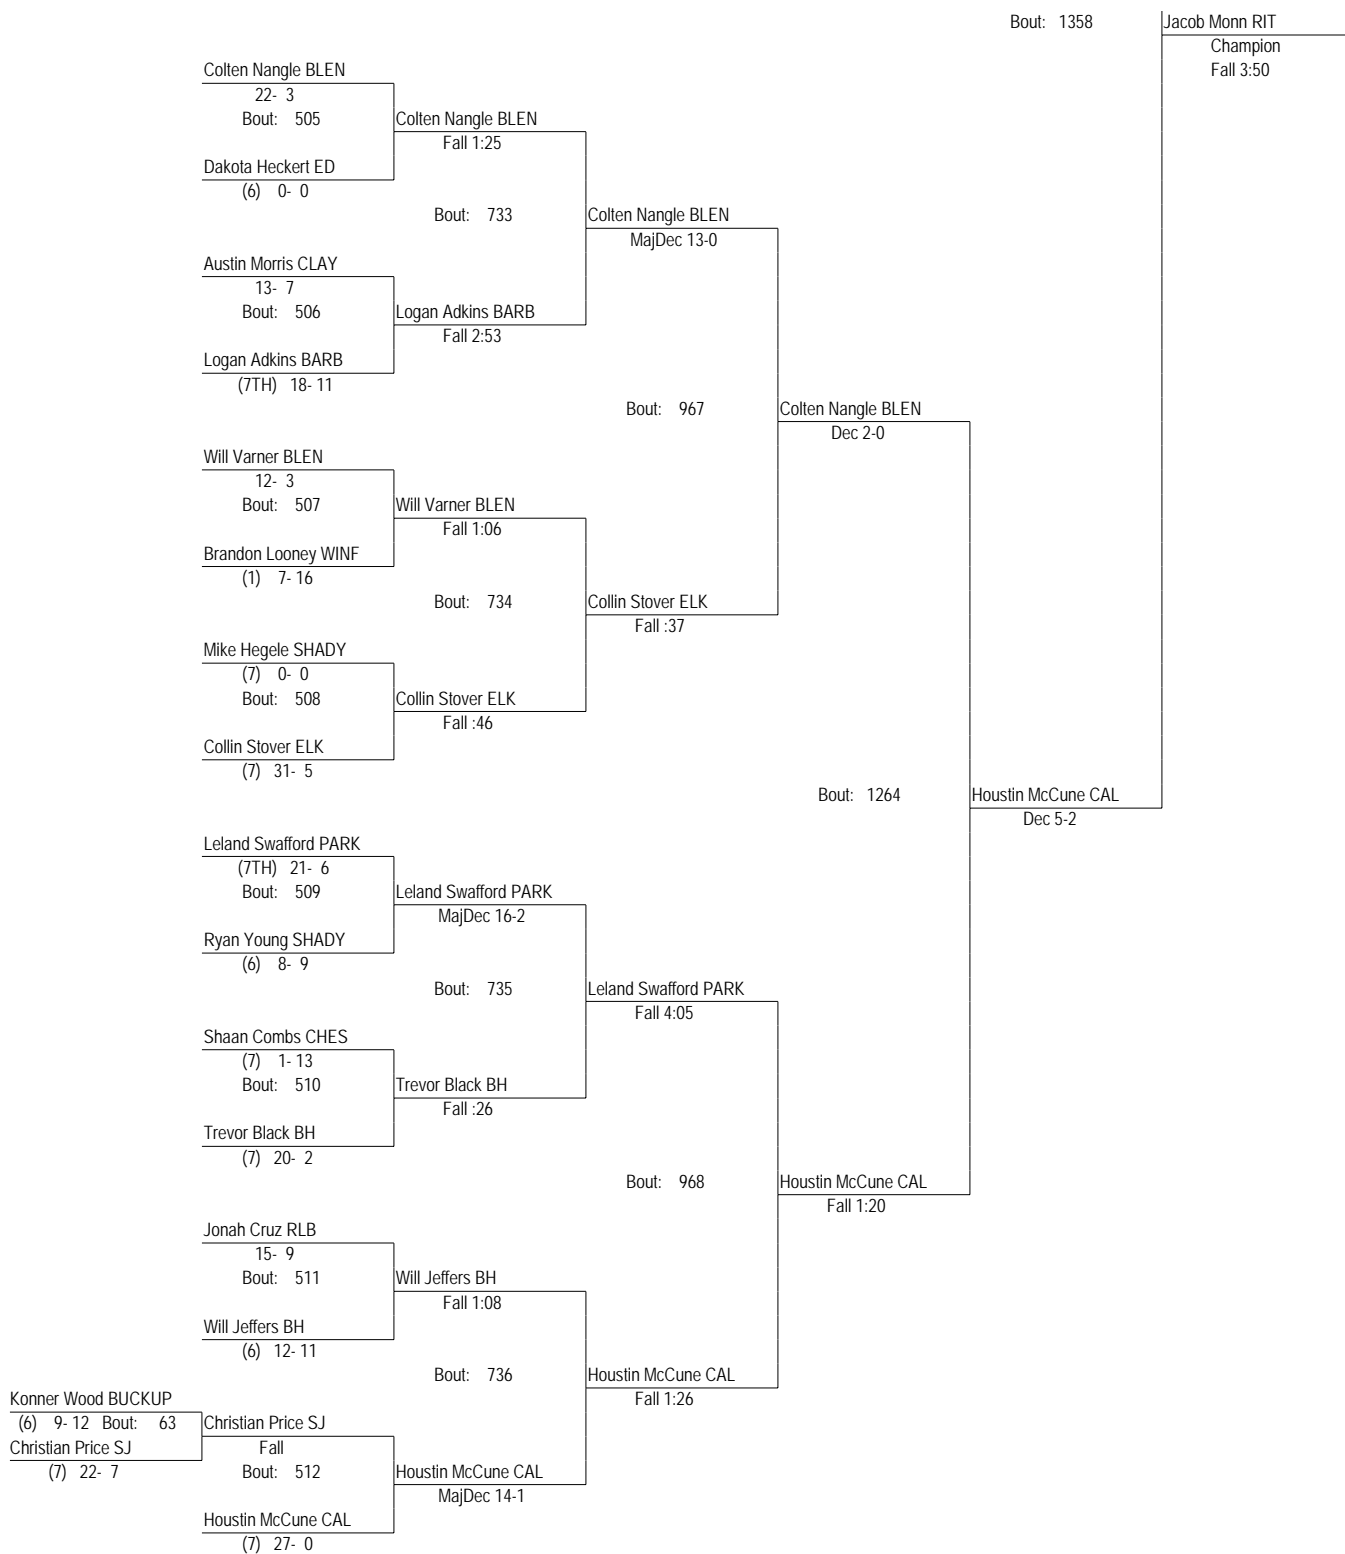 Bout: 1358 Jacob Monn RIT
Champion
Colten Nangle BLEN Fall 3:50
22- 3
Bout: 505 Colten Nangle BLEN
Fall 1:25
Dakota Heckert ED
(6) 0- 0
Bout: 733 Colten Nangle BLEN
MajDec 13-0
Austin Morris CLAY
13- 7
Bout: 506 Logan Adkins BARB
Fall 2:53
Logan Adkins BARB
(7TH) 18- 11
Bout: 967 Colten Nangle BLEN
Dec 2-0
Will Varner BLEN
12- 3
Bout: 507 Will Varner BLEN
Fall 1:06
Brandon Looney WINF
(1) 7- 16
Bout: 734 Collin Stover ELK
Fall :37
Mike Hegele SHADY
(7) 0- 0
Bout: 508 Collin Stover ELK
Fall :46
Collin Stover ELK
(7) 31- 5
Bout: 1264 Houstin McCune CAL
Dec 5-2
Leland Swafford PARK
(7TH) 21- 6
Bout: 509 Leland Swafford PARK
MajDec 16-2
Ryan Young SHADY
(6) 8- 9
Bout: 735 Leland Swafford PARK
Fall 4:05
Shaan Combs CHES
(7) 1- 13
Bout: 510 Trevor Black BH
Fall :26
Trevor Black BH
(7) 20- 2
Bout: 968 Houstin McCune CAL
Fall 1:20
Jonah Cruz RLB
15- 9
Bout: 511 Will Jeffers BH
Fall 1:08
Will Jeffers BH
(6) 12- 11
Bout: 736 Houstin McCune CAL
Fall 1:26
Konner Wood BUCKUP
(6) 9- 12 Bout: 63 Christian Price SJ
Christian Price SJ Fall
(7) 22- 7 Bout: 512 Houstin McCune CAL
MajDec 14-1
Houstin McCune CAL
(7) 27- 0